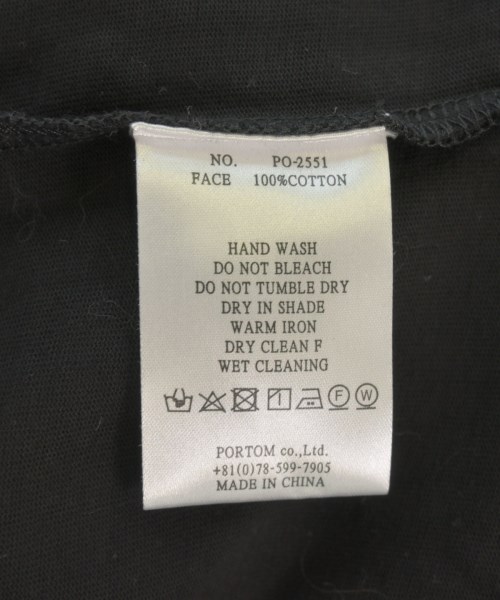 NO. PO-2551
FACE 100%COTTON
HAND WASH
DO NOT BLEACH
DO NOT TUMBLE DRY
DRY IN SHADE
WARM IRON
DRY CLEAN F
WET CLEANING
F W
PORTOM co.,Ltd.
+81(0)78-599-7905
MADE IN CHINA